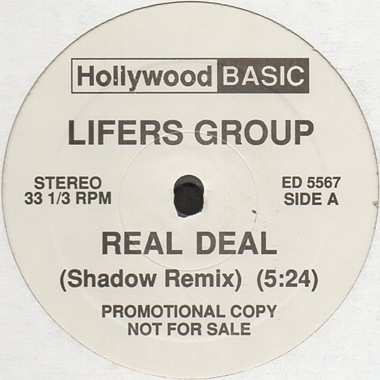 Hollywood BASIC
LIFERS GROUP
STEREO
33 1/3 RPM
ED 5567
SIDE A
REAL DEAL
(Shadow Remix) (5:24)
PROMOTIONAL COPY
NOT FOR SALE